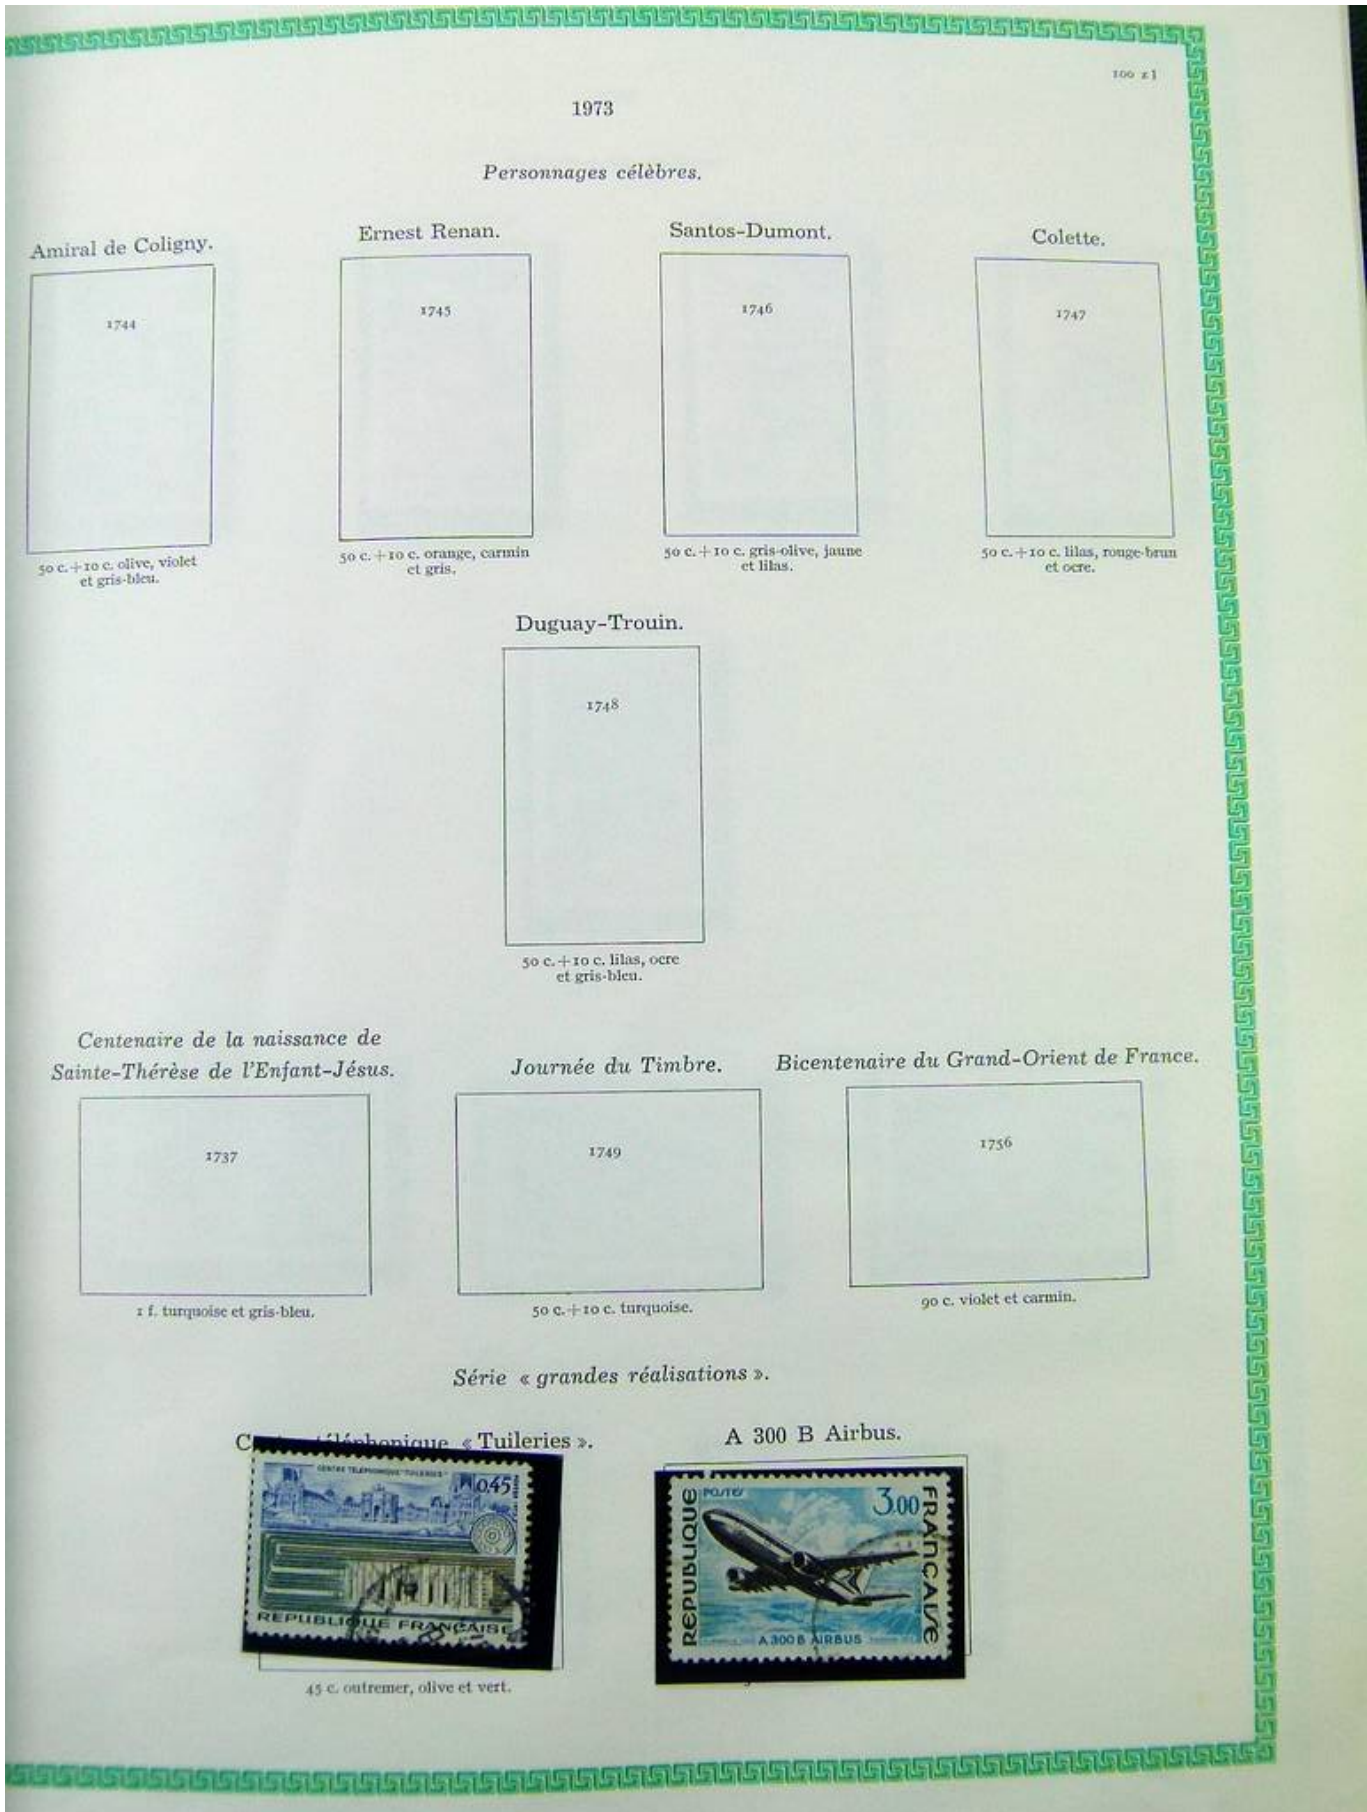 100 z 1
1973
Personnages célèbres.
Amiral de Coligny.
Ernest Renan.
Santos-Dumont.
Colette.
1744
1745
1746
1747
50 c.+10 c. olive, violet
et gris-bleu.
50 c.+10 c. orange, carmin
et gris.
50 c.+10 c. gris-olive, jaune
et lilas.
50 c.+10 c. lilas, rouge-brun
et ocre.
Duguay-Trouin.
1748
50 c.+10 c. lilas, ocre
et gris-bleu.
Centenaire de la naissance de
Sainte-Thérèse de l'Enfant-Jésus.
Journée du Timbre.
Bicentenaire du Grand-Orient de France.
1737
1749
1756
1 f. turquoise et gris-bleu.
50 c.+10 c. turquoise.
90 c. violet et carmin.
Série « grandes réalisations ».
téléphonique « Tuileries ».
A 300 B Airbus.
CENTRE TÉLÉPHONIQUE "TUILERIES"
0.45
REPUBLIQUE FRANÇAISE
45 c. outremer, olive et vert.
POSTES
3.00
REPUBLIQUE
FRANÇAISE
A 300 B AIRBUS